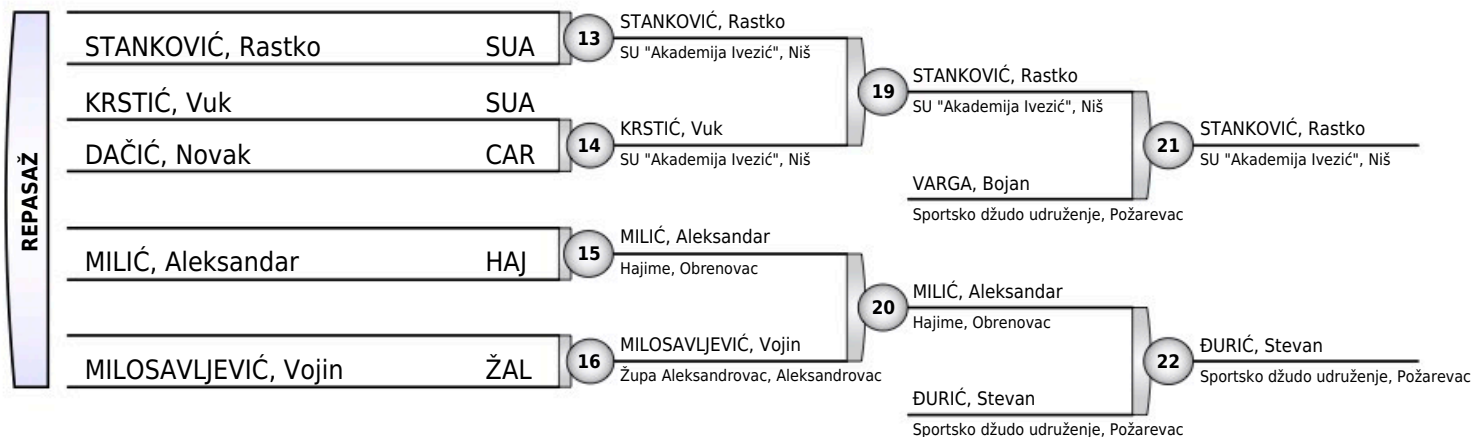 REPASAŽ
STANKOVIĆ, Rastko SUA
KRSTIĆ, Vuk SUA
DAČIĆ, Novak CAR
MILIĆ, Aleksandar HAJ
MILOSAVLJEVIĆ, Vojin ŽAL
13
STANKOVIĆ, Rastko
SU "Akademija Ivezić", Niš
14
KRSTIĆ, Vuk
SU "Akademija Ivezić", Niš
15
MILIĆ, Aleksandar
Hajime, Obrenovac
16
MILOSAVLJEVIĆ, Vojin
Župa Aleksandrovac, Aleksandrovac
19
STANKOVIĆ, Rastko
SU "Akademija Ivezić", Niš
VARGA, Bojan
Sportsko džudo udruženje, Požarevac
20
MILIĆ, Aleksandar
Hajime, Obrenovac
ĐURIĆ, Stevan
Sportsko džudo udruženje, Požarevac
21
STANKOVIĆ, Rastko
SU "Akademija Ivezić", Niš
22
ĐURIĆ, Stevan
Sportsko džudo udruženje, Požarevac